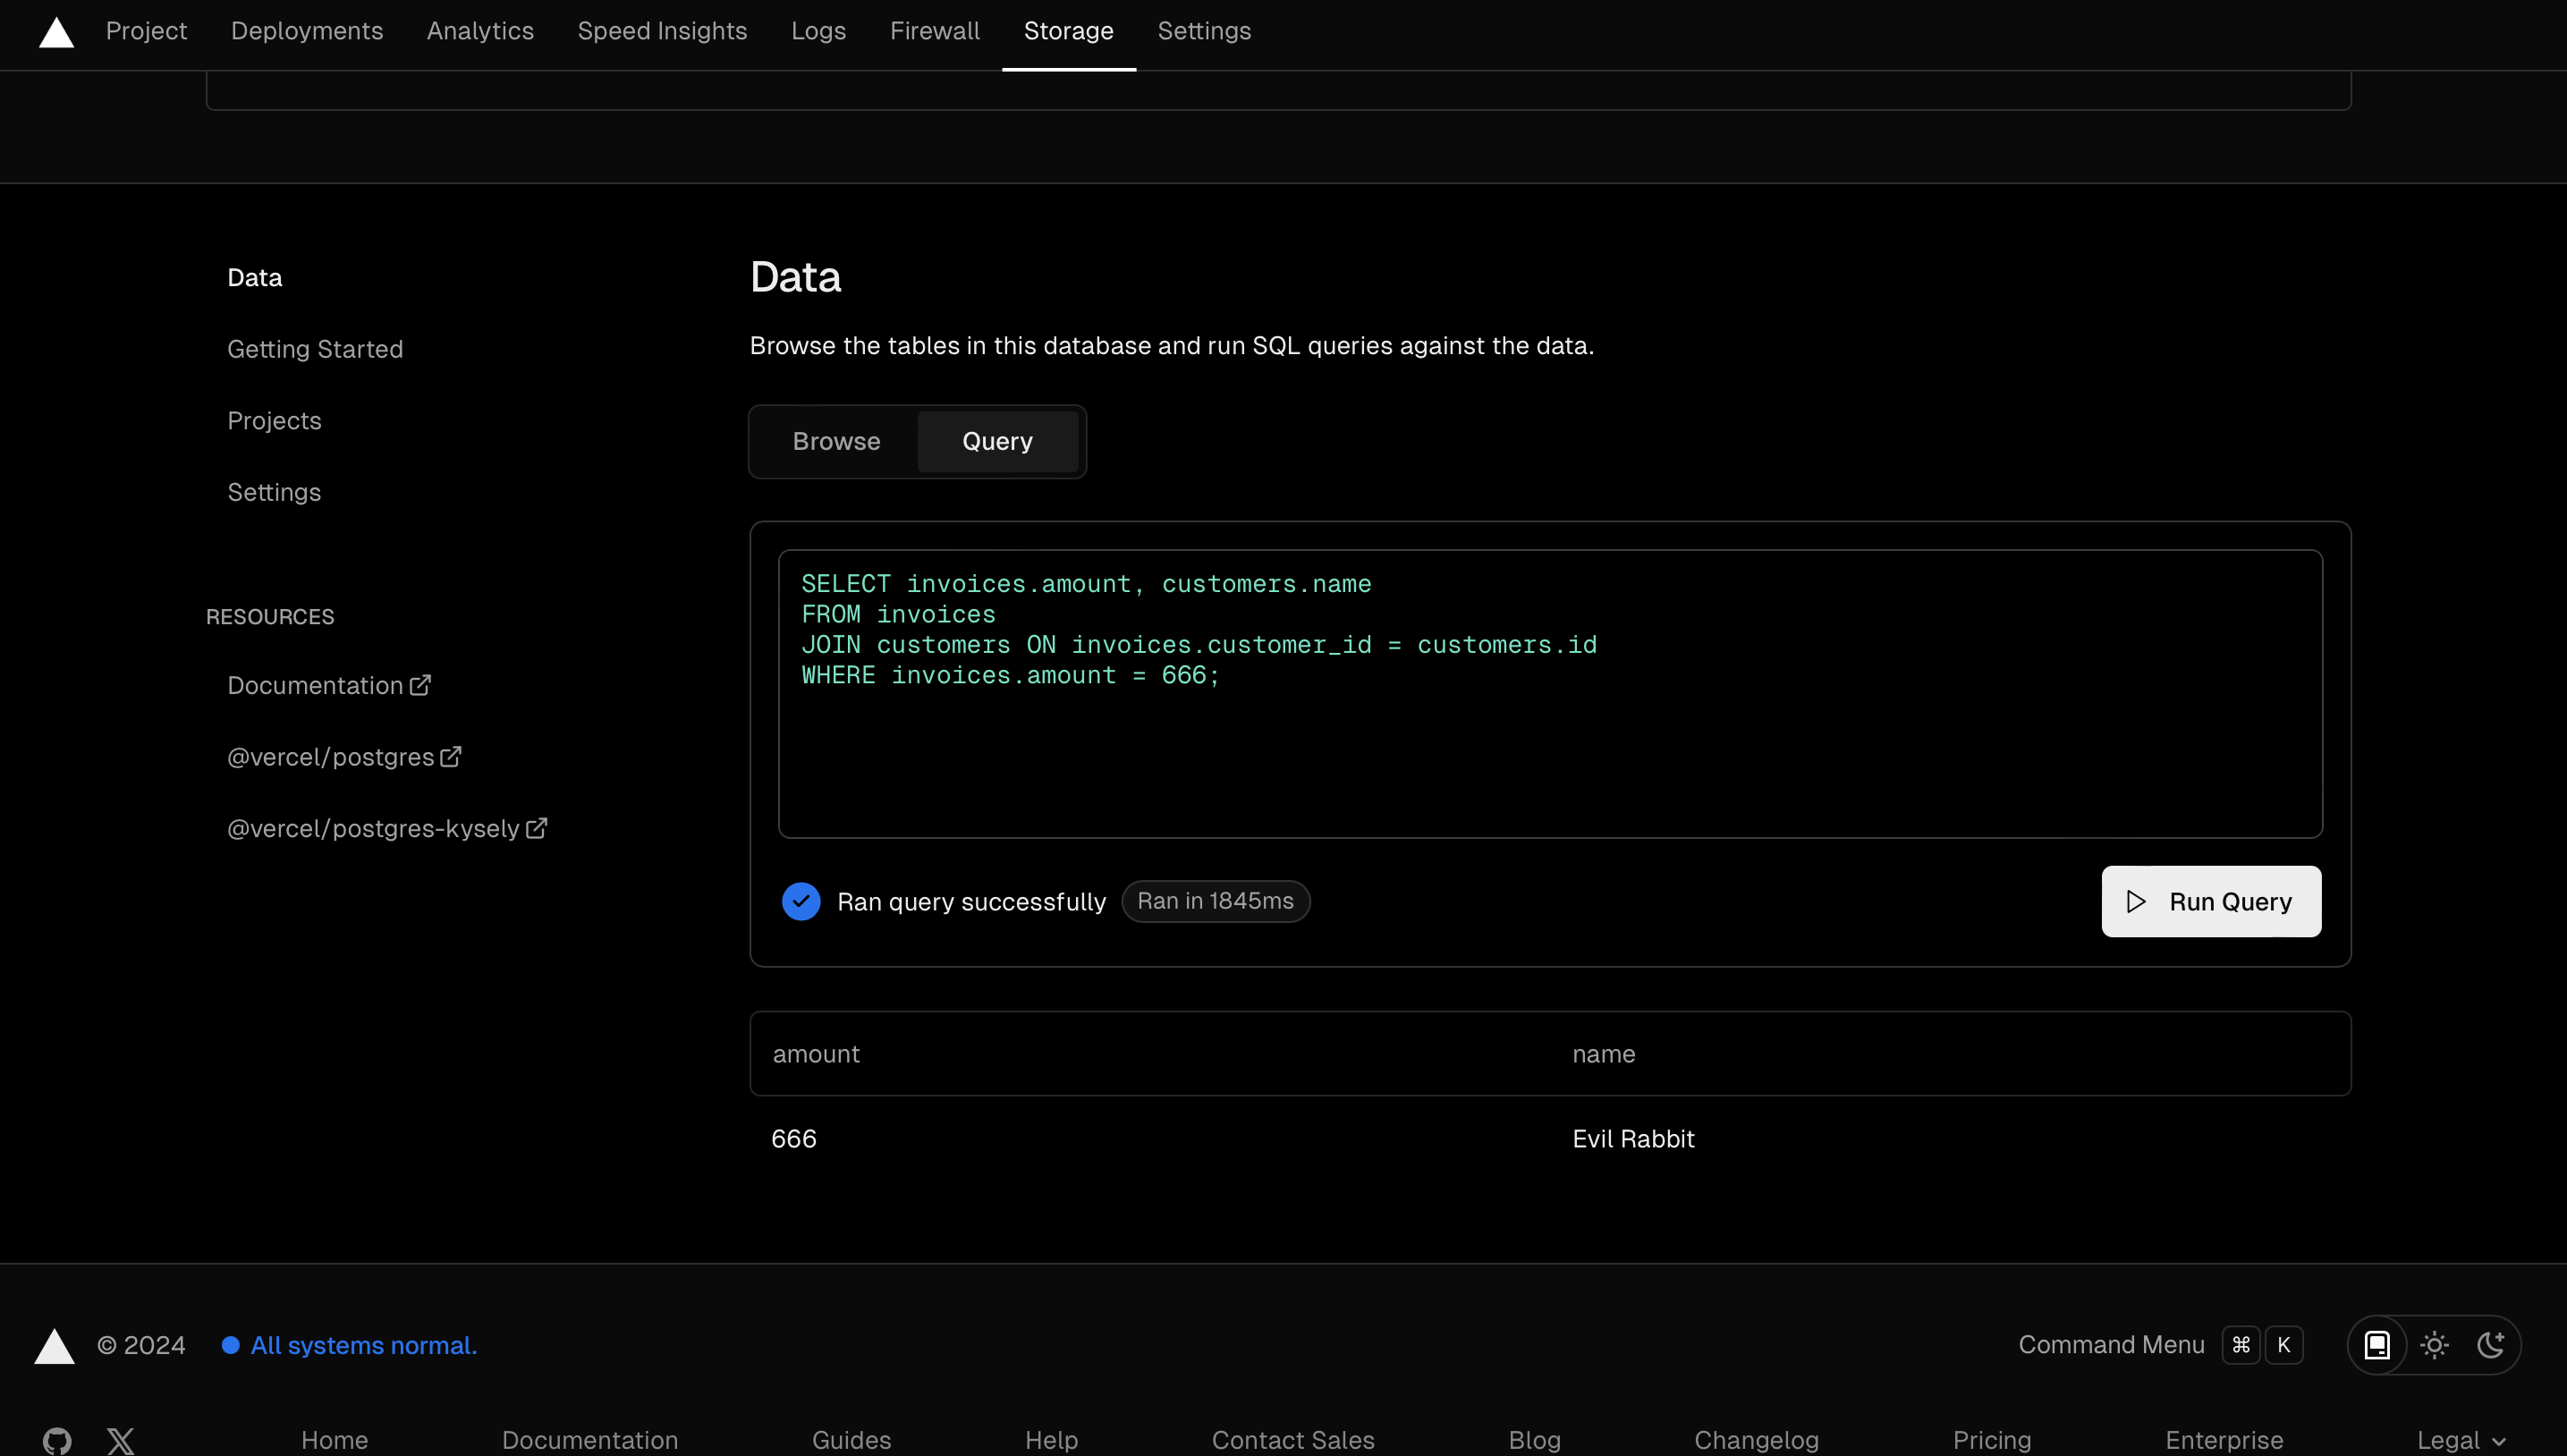 Project Deployments Analytics Speed Insights Logs Firewall Storage Settings
Data
Getting Started
Projects
Settings
RESOURCES
Documentation
@vercel/postgres
@vercel/postgres-kysely
Data
Browse the tables in this database and run SQL queries against the data.
Browse Query
SELECT invoices.amount, customers.name
FROM invoices
JOIN customers ON invoices.customer_id = customers.id
WHERE invoices.amount = 666;
Ran query successfully Ran in 1845ms Run Query
amount name
666 Evil Rabbit
© 2024 All systems normal. Command Menu ⌘ K
Home Documentation Guides Help Contact Sales Blog Changelog Pricing Enterprise Legal